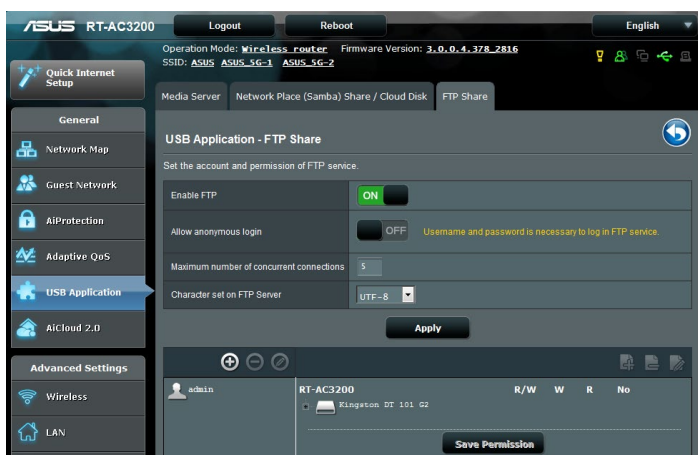 ASUS RT-AC3200
Logout
Reboot
English
Operation Mode: Wireless router Firmware Version: 3.0.0.4.378_2816
SSID: ASUS ASUS_5G-1 ASUS_5G-2
Quick Internet
Setup
General
Network Map
Guest Network
AiProtection
Adaptive QoS
USB Application
AiCloud 2.0
Advanced Settings
Wireless
LAN
Media Server
Network Place (Samba) Share / Cloud Disk
FTP Share
USB Application - FTP Share
Set the account and permission of FTP service.
Enable FTP
ON
Allow anonymous login
OFF
Username and password is necessary to log in FTP service.
Maximum number of concurrent connections
5
Character set on FTP Server
UTF-8
Apply
admin
RT-AC3200
R/W W R No
Kingston DT 101 G2
Save Permission